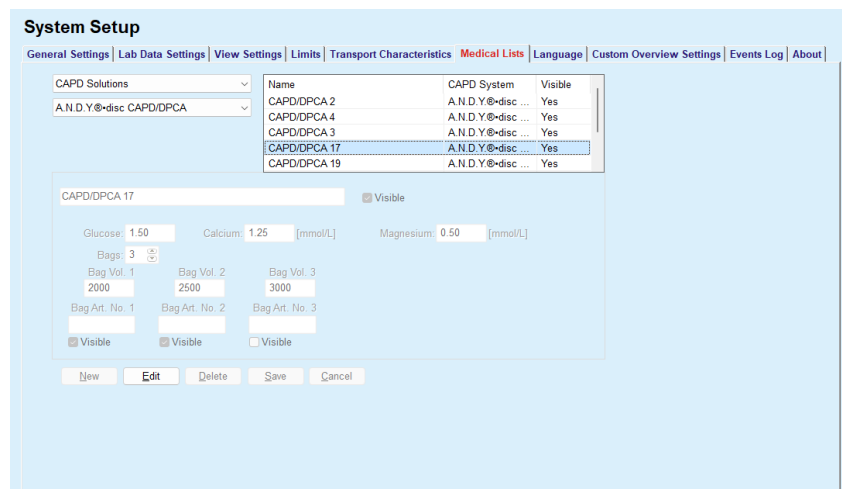 System Setup
General Settings Lab Data Settings View Settings Limits Transport Characteristics Medical Lists Language Custom Overview Settings Events Log About
CAPD Solutions
A.N.D.Y.®•disc CAPD/DPCA
Name CAPD System Visible
CAPD/DPCA 2 A.N.D.Y.®•disc ... Yes
CAPD/DPCA 4 A.N.D.Y.®•disc ... Yes
CAPD/DPCA 3 A.N.D.Y.®•disc ... Yes
CAPD/DPCA 17 A.N.D.Y.®•disc ... Yes
CAPD/DPCA 19 A.N.D.Y.®•disc ... Yes
CAPD/DPCA 17 Visible
Glucose: 1.50 Calcium: 1.25 [mmol/L] Magnesium: 0.50 [mmol/L]
Bags: 3
Bag Vol. 1 Bag Vol. 2 Bag Vol. 3
2000 2500 3000
Bag Art. No. 1 Bag Art. No. 2 Bag Art. No. 3
Visible Visible Visible
New Edit Delete Save Cancel